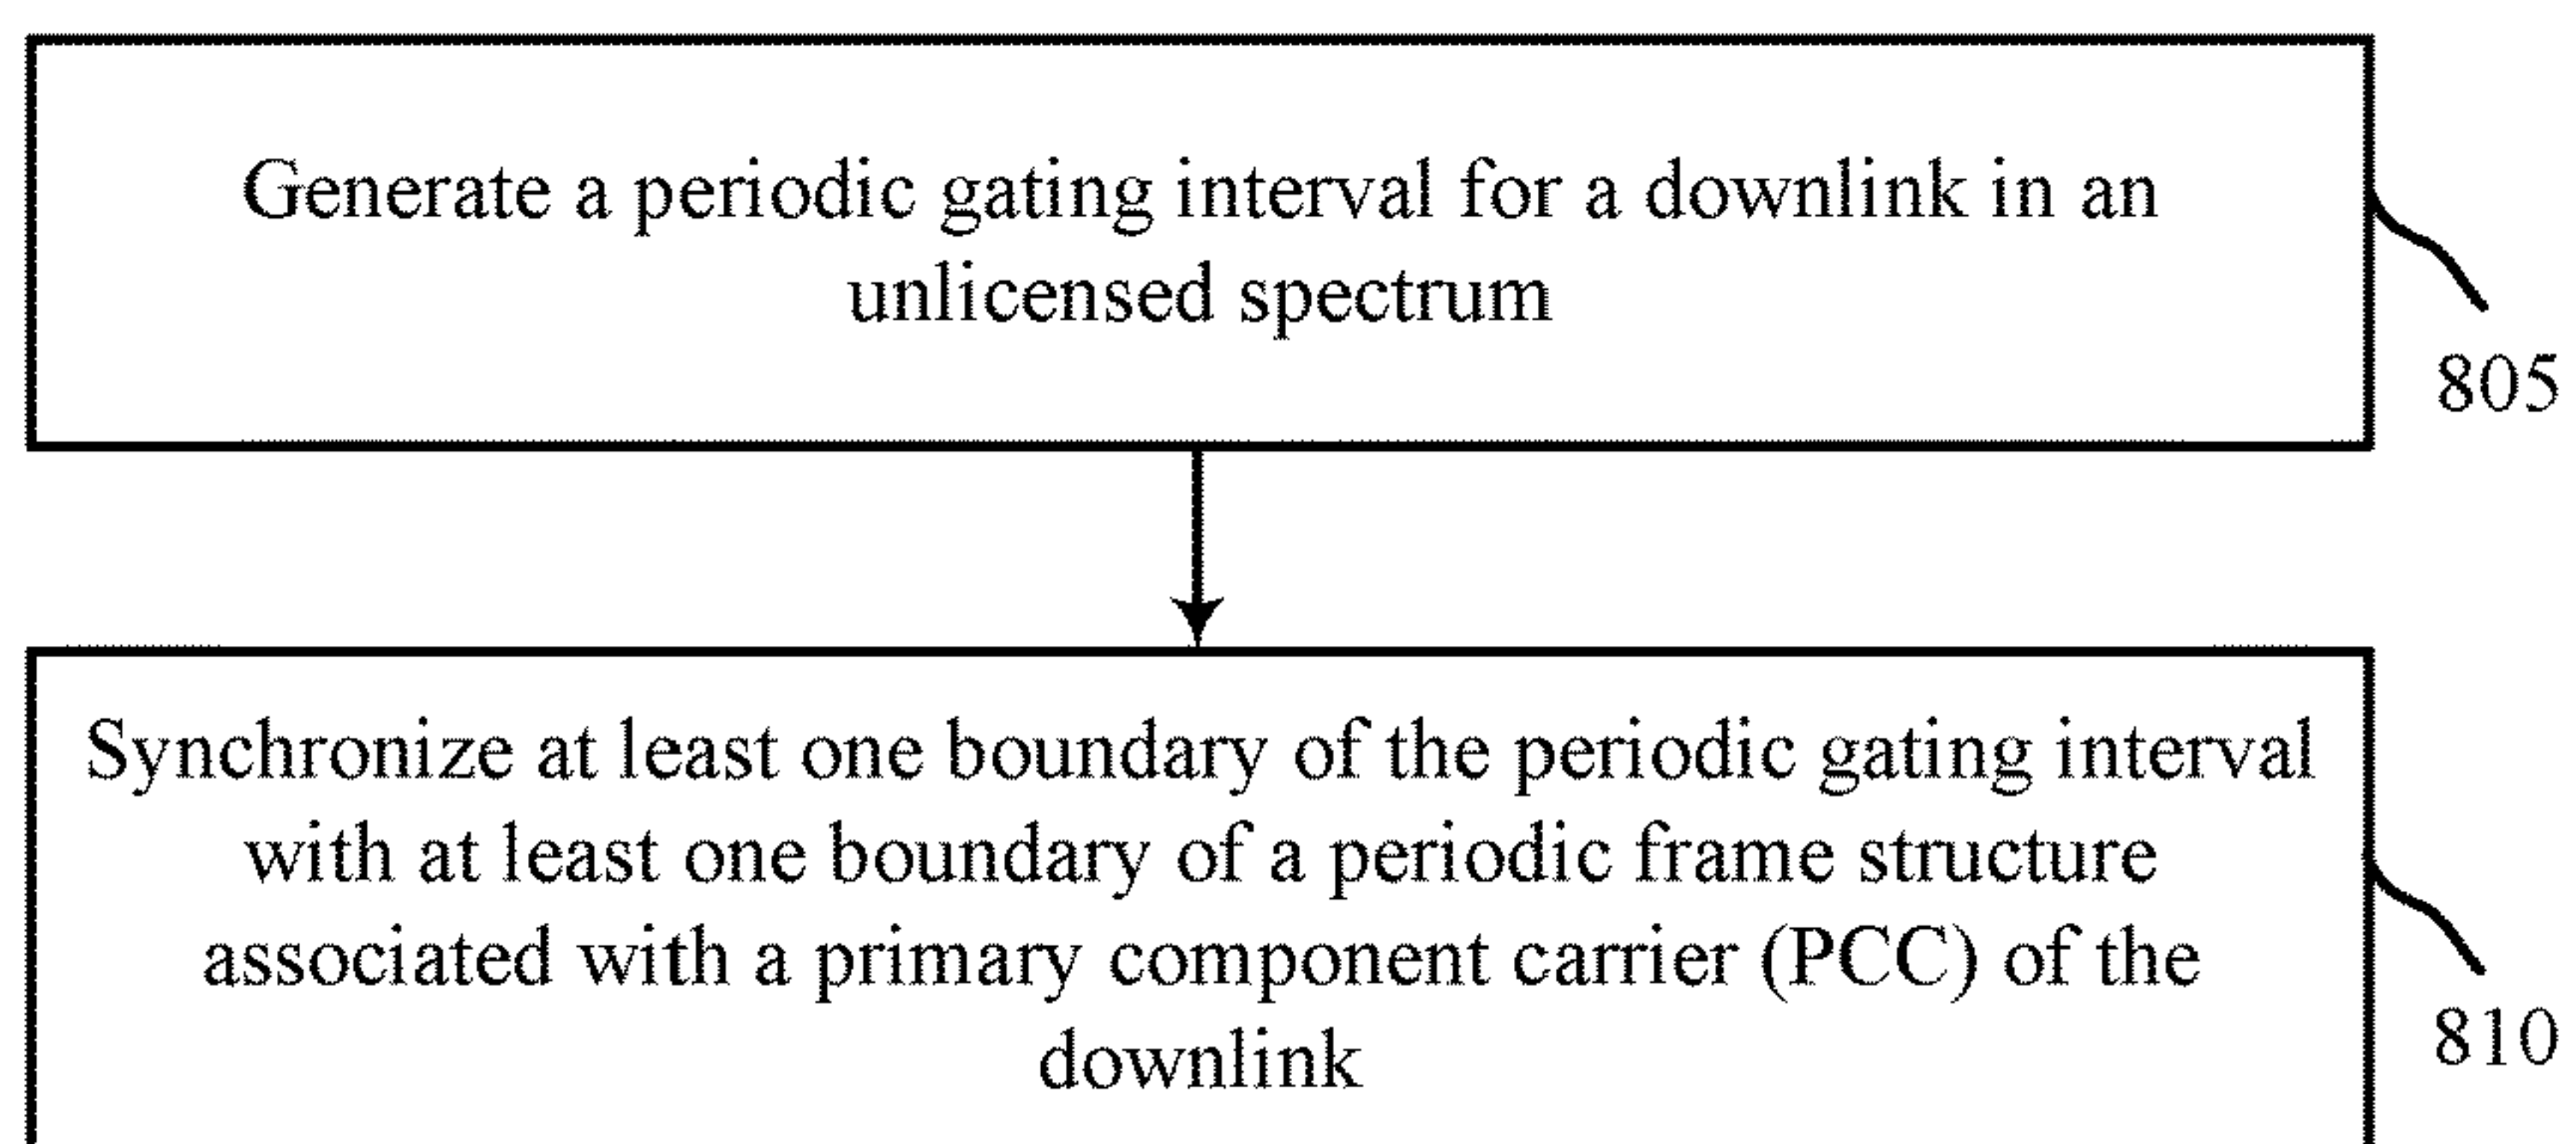 Generate a periodic gating interval for a downlink in an
unlicensed spectrum
805
Synchronize at least one boundary of the periodic gating interval
with at least one boundary of a periodic frame structure
associated with a primary component carrier (PCC) of the
downlink
810